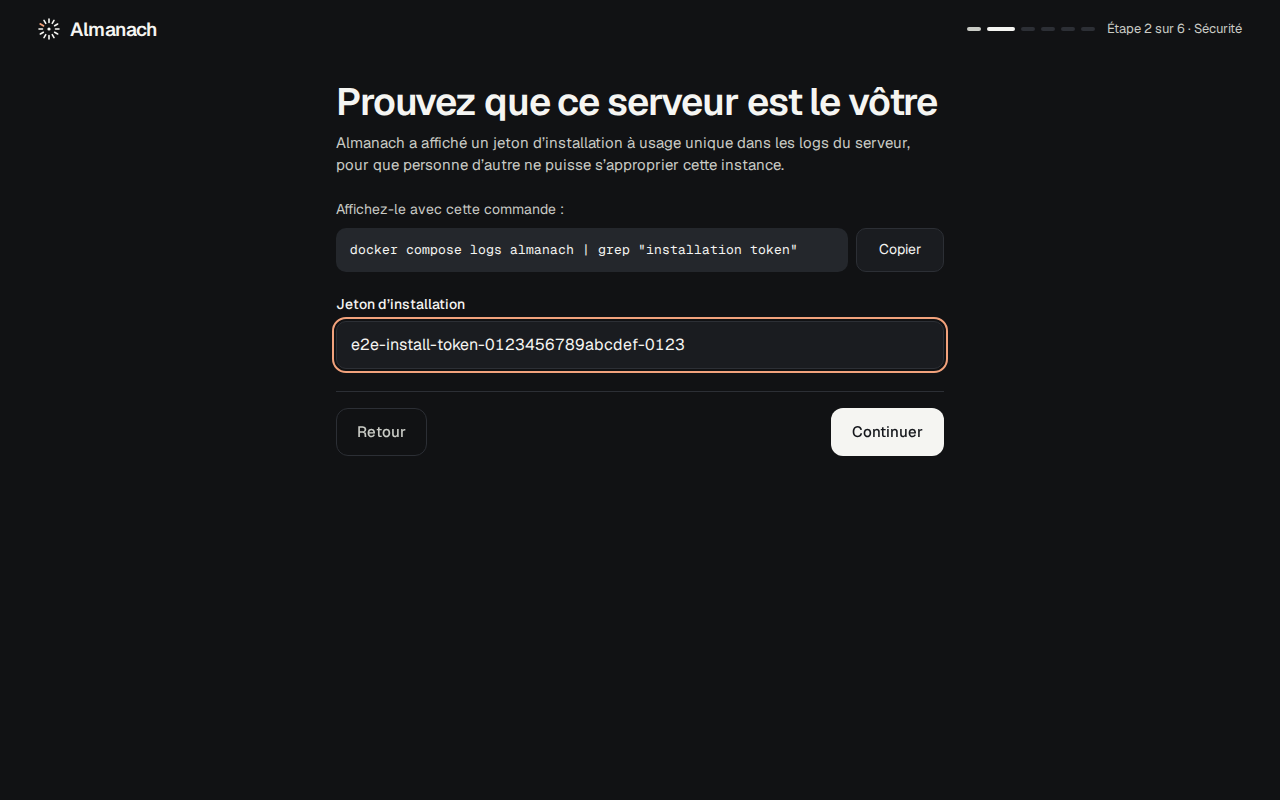 Almanach
Étape 2 sur 6 · Sécurité
Prouvez que ce serveur est le vôtre
Almanach a affiché un jeton d’installation à usage unique dans les logs du serveur,
pour que personne d’autre ne puisse s’approprier cette instance.
Affichez-le avec cette commande :
docker compose logs almanach | grep "installation token"
Copier
Jeton d’installation
e2e-install-token-0123456789abcdef-0123
Retour
Continuer